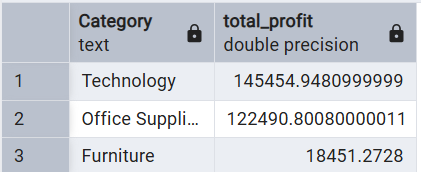 Category total_profit
text double precision
1 Technology 145454.9480999999
2 Office Suppli... 122490.80080000011
3 Furniture 18451.2728